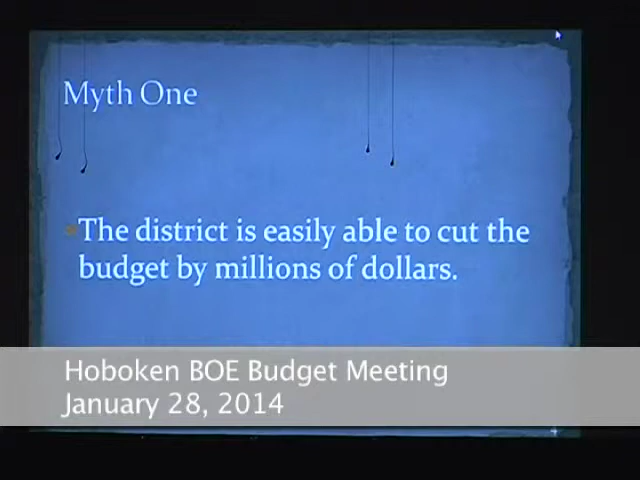 Myth One
The district is easily able to cut the
budget by millions of dollars.
Hoboken BOE Budget Meeting
January 28, 2014